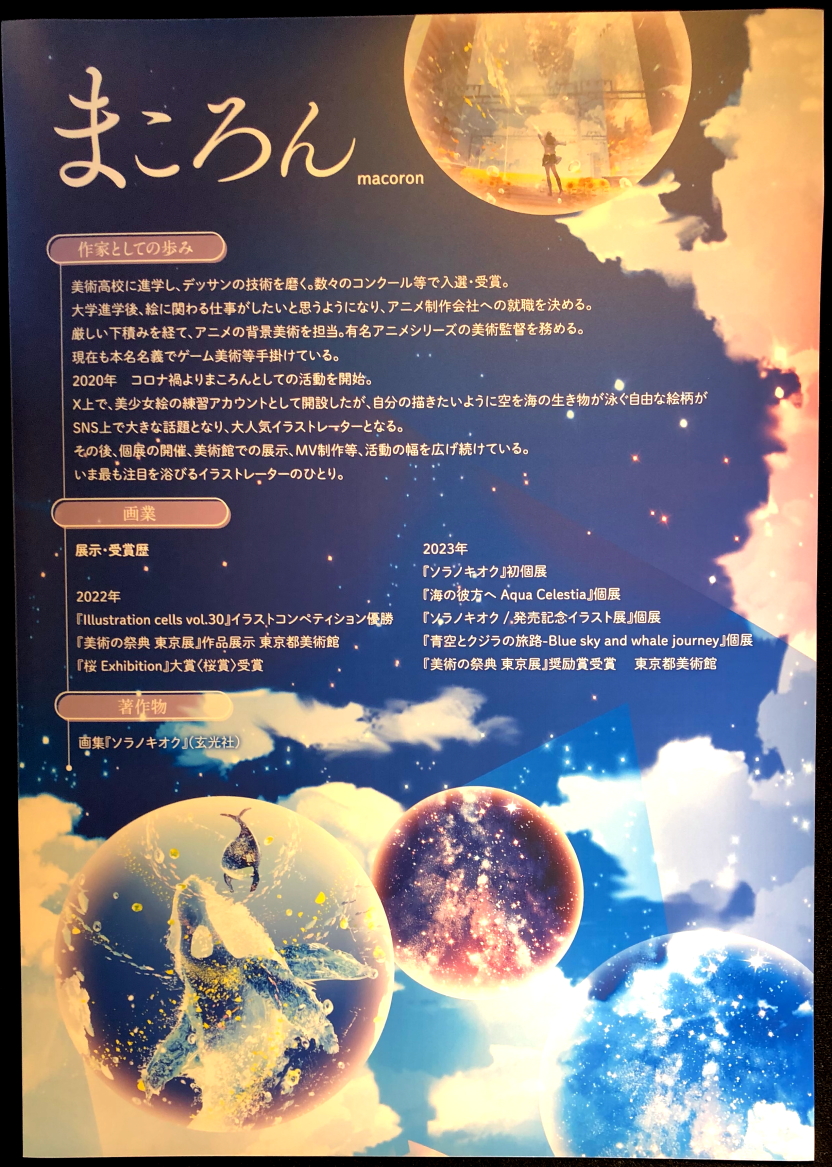 まころん
macoron
作家としての歩み
美術高校に進学し、デッサンの技術を磨く。数々のコンクール等で入選・受賞。
大学進学後、絵に関わる仕事がしたいと思うようになり、アニメ制作会社への就職を決める。
厳しい下積みを経て、アニメの背景美術を担当。有名アニメシリーズの美術監督を務める。
現在も本名名義でゲーム美術等手掛けている。
2020年　コロナ禍よりまころんとしての活動を開始。
X上で、美少女絵の練習アカウントとして開設したが、自分の描きたいように空を海の生き物が泳ぐ自由な絵柄が
SNS上で大きな話題となり、大人気イラストレーターとなる。
その後、個展の開催、美術館での展示、MV制作等、活動の幅を広げ続けている。
いま最も注目を浴びるイラストレーターのひとり。
画業
展示・受賞歴
2022年
『Illustration cells vol.30』イラストコンペティション優勝
『美術の祭典 東京展』作品展示 東京都美術館
『桜 Exhibition』大賞〈桜賞〉受賞
2023年
『ソラノキオク』初個展
『海の彼方へ Aqua Celestia』個展
『ソラノキオク / 発売記念イラスト展』個展
『青空とクジラの旅路-Blue sky and whale journey』個展
『美術の祭典 東京展』奨励賞受賞　東京都美術館
著作物
画集『ソラノキオク』（玄光社）